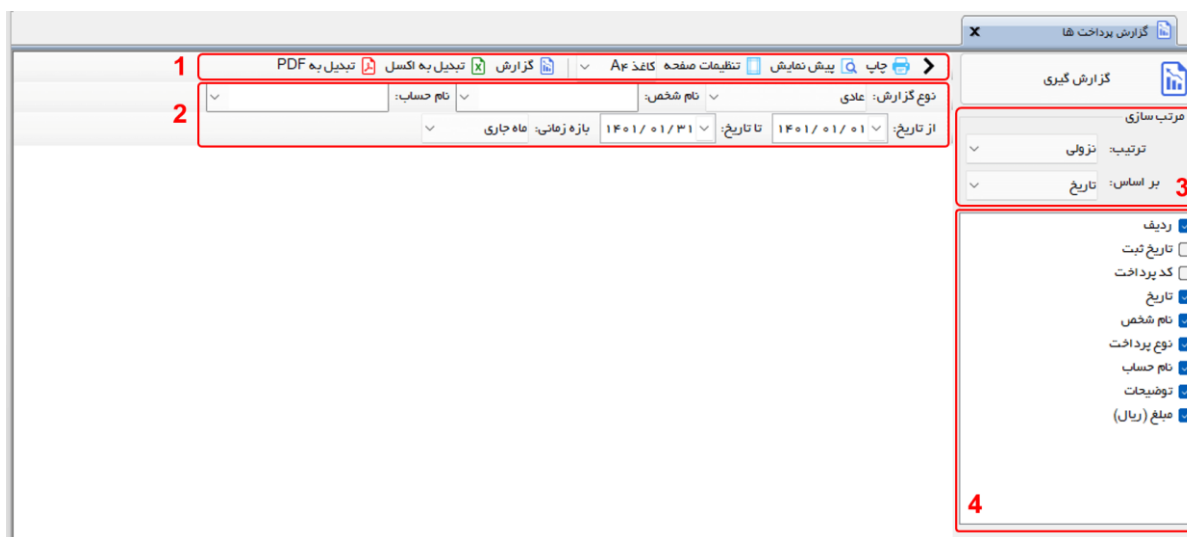 گزارش پرداخت ها x
گزارش گیری
1
چاپ پیش نمایش تنظیمات صفحه کاغذ A۴ گزارش تبدیل به اکسل تبدیل به PDF
2
نوع گزارش: عادی نام شخص: نام حساب:
از تاریخ: ۱۴۰۱/۰۱/۰۱ تا تاریخ: ۱۴۰۱/۰۱/۳۱ بازه زمانی: ماه جاری
مرتب سازی
ترتیب: نزولی
بر اساس: تاریخ
3
ردیف
تاریخ ثبت
کد پرداخت
تاریخ
نام شخص
نوع پرداخت
نام حساب
توضیحات
مبلغ (ریال)
4